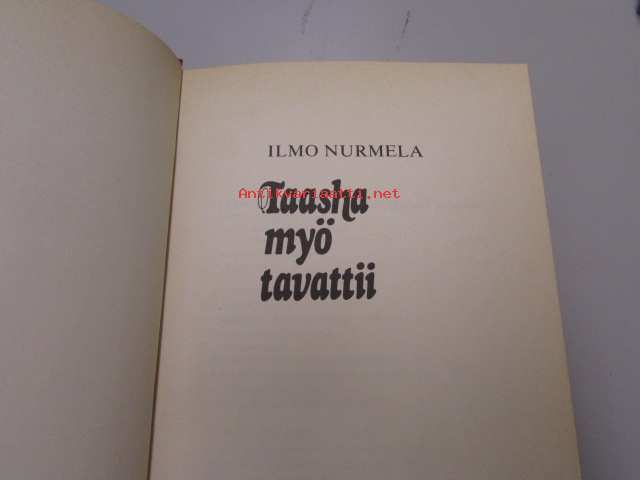 ILMO NURMELA
Antikvariaatti.net
Taasha
myö
tavattii